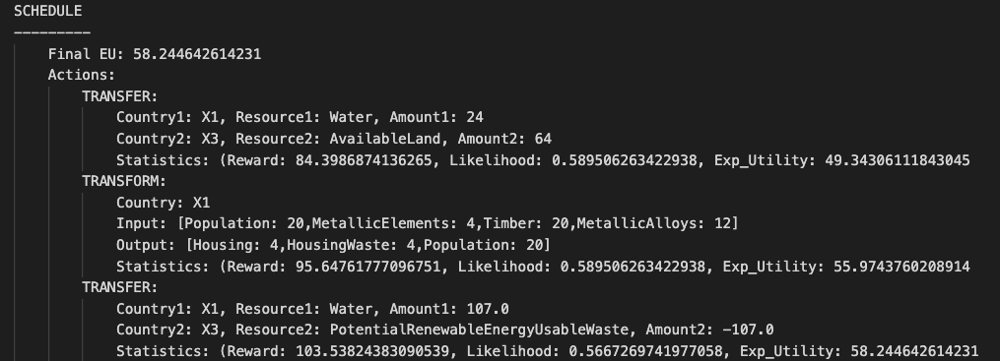 SCHEDULE
---------
Final EU: 58.244642614231
Actions:
TRANSFER:
Country1: X1, Resource1: Water, Amount1: 24
Country2: X3, Resource2: AvailableLand, Amount2: 64
Statistics: (Reward: 84.3986874136265, Likelihood: 0.589506263422938, Exp_Utility: 49.34306111843045
TRANSFORM:
Country: X1
Input: [Population: 20,MetallicElements: 4,Timber: 20,MetallicAlloys: 12]
Output: [Housing: 4,HousingWaste: 4,Population: 20]
Statistics: (Reward: 95.64761777096751, Likelihood: 0.589506263422938, Exp_Utility: 55.9743760208914
TRANSFER:
Country1: X1, Resource1: Water, Amount1: 107.0
Country2: X3, Resource2: PotentialRenewableEnergyUsableWaste, Amount2: -107.0
Statistics: (Reward: 103.53824383090539, Likelihood: 0.5667269741977058, Exp_Utility: 58.244642614231